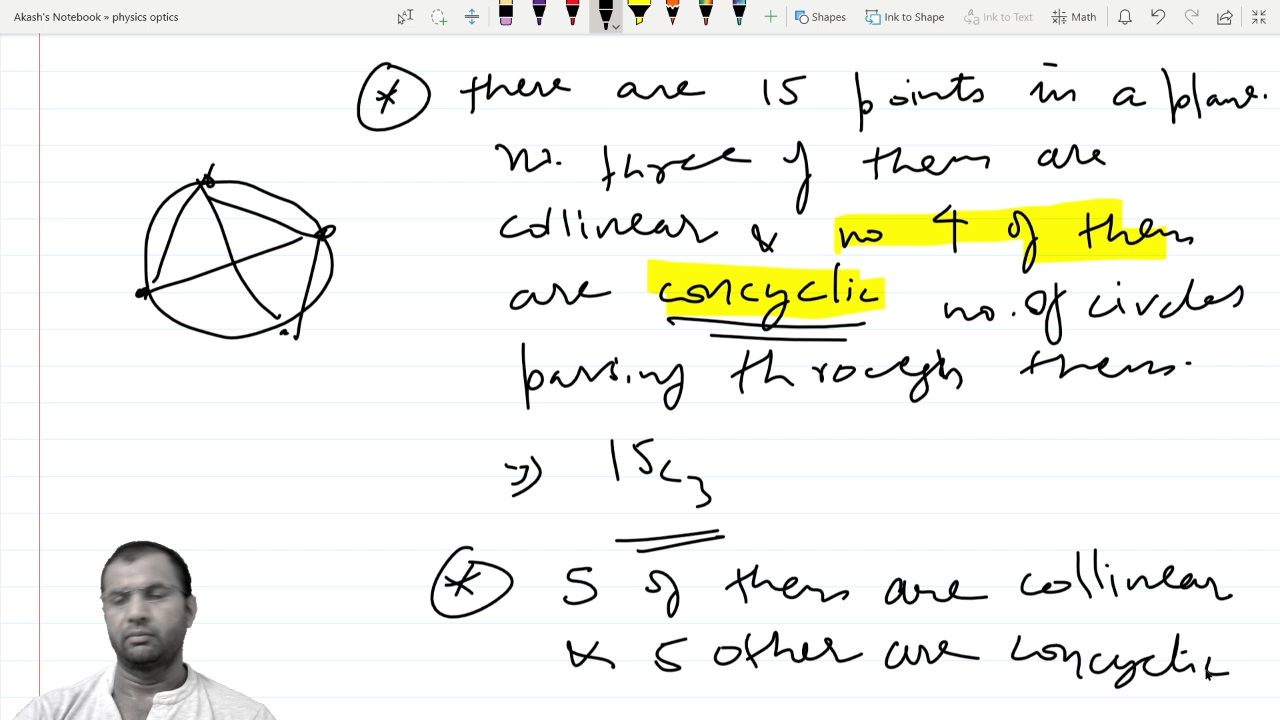 Akash's Notebook » physics optics
Shapes Ink to Shape Ink to Text Math
there are 15 points in a plane.
no. three of them are
collinear & no 4 of them
are concyclic no. of circles
passing through them.
=> 15c3
5 of them are collinear
& 5 other are concyclic